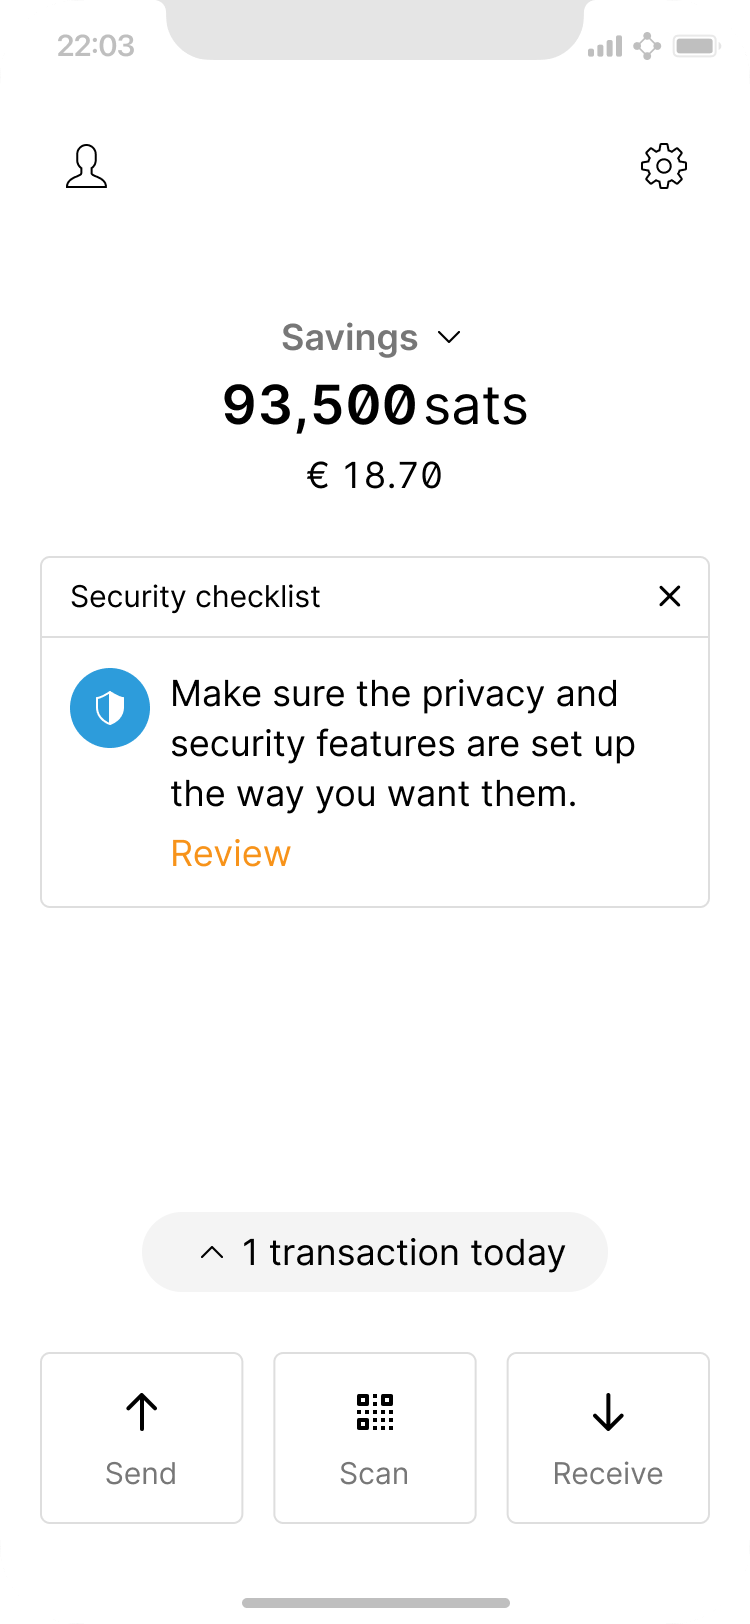 22:03
Savings
93,500 sats
€ 18.70
Security checklist
Make sure the privacy and
security features are set up
the way you want them.
Review
1 transaction today
Send
Scan
Receive